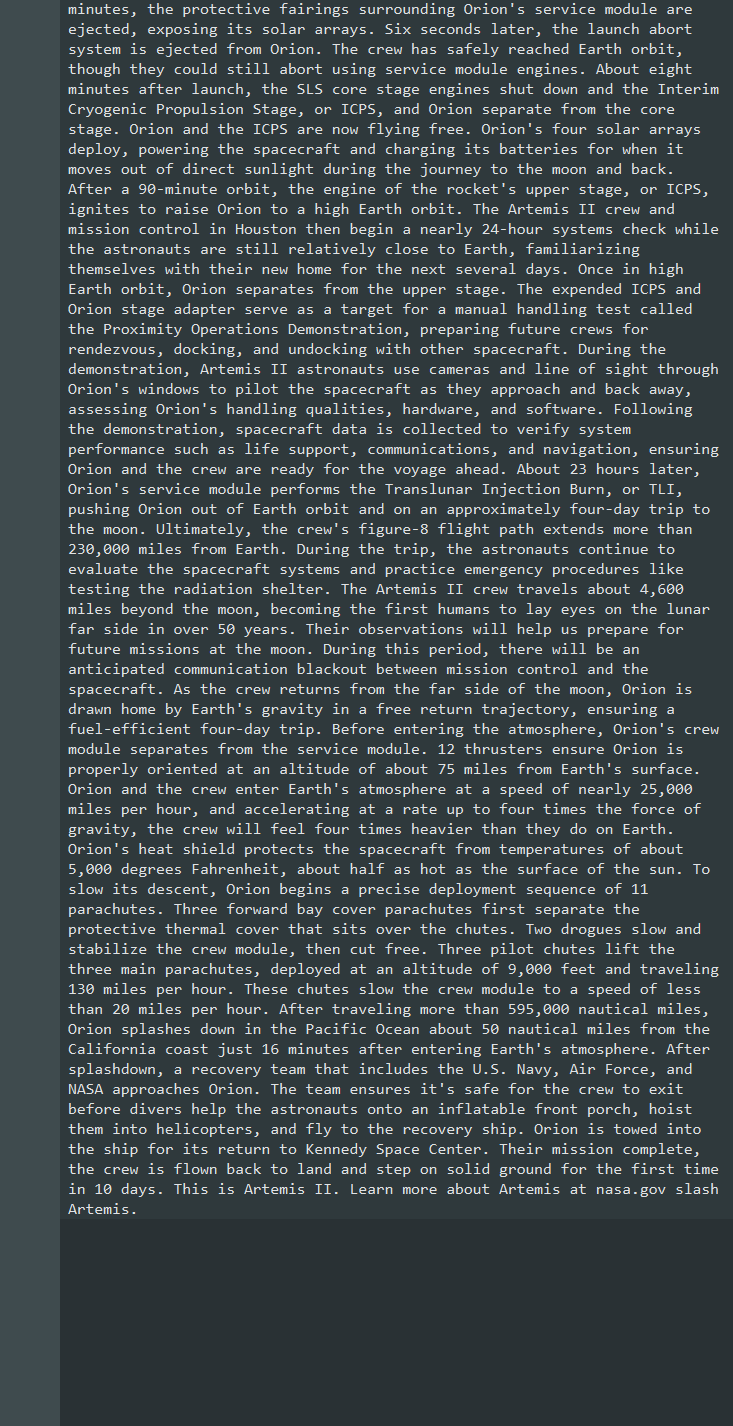 minutes, the protective fairings surrounding Orion's service module are
ejected, exposing its solar arrays. Six seconds later, the launch abort
system is ejected from Orion. The crew has safely reached Earth orbit,
though they could still abort using service module engines. About eight
minutes after launch, the SLS core stage engines shut down and the Interim
Cryogenic Propulsion Stage, or ICPS, and Orion separate from the core
stage. Orion and the ICPS are now flying free. Orion's four solar arrays
deploy, powering the spacecraft and charging its batteries for when it
moves out of direct sunlight during the journey to the moon and back.
After a 90-minute orbit, the engine of the rocket's upper stage, or ICPS,
ignites to raise Orion to a high Earth orbit. The Artemis II crew and
mission control in Houston then begin a nearly 24-hour systems check while
the astronauts are still relatively close to Earth, familiarizing
themselves with their new home for the next several days. Once in high
Earth orbit, Orion separates from the upper stage. The expended ICPS and
Orion stage adapter serve as a target for a manual handling test called
the Proximity Operations Demonstration, preparing future crews for
rendezvous, docking, and undocking with other spacecraft. During the
demonstration, Artemis II astronauts use cameras and line of sight through
Orion's windows to pilot the spacecraft as they approach and back away,
assessing Orion's handling qualities, hardware, and software. Following
the demonstration, spacecraft data is collected to verify system
performance such as life support, communications, and navigation, ensuring
Orion and the crew are ready for the voyage ahead. About 23 hours later,
Orion's service module performs the Translunar Injection Burn, or TLI,
pushing Orion out of Earth orbit and on an approximately four-day trip to
the moon. Ultimately, the crew's figure-8 flight path extends more than
230,000 miles from Earth. During the trip, the astronauts continue to
evaluate the spacecraft systems and practice emergency procedures like
testing the radiation shelter. The Artemis II crew travels about 4,600
miles beyond the moon, becoming the first humans to lay eyes on the lunar
far side in over 50 years. Their observations will help us prepare for
future missions at the moon. During this period, there will be an
anticipated communication blackout between mission control and the
spacecraft. As the crew returns from the far side of the moon, Orion is
drawn home by Earth's gravity in a free return trajectory, ensuring a
fuel-efficient four-day trip. Before entering the atmosphere, Orion's crew
module separates from the service module. 12 thrusters ensure Orion is
properly oriented at an altitude of about 75 miles from Earth's surface.
Orion and the crew enter Earth's atmosphere at a speed of nearly 25,000
miles per hour, and accelerating at a rate up to four times the force of
gravity, the crew will feel four times heavier than they do on Earth.
Orion's heat shield protects the spacecraft from temperatures of about
5,000 degrees Fahrenheit, about half as hot as the surface of the sun. To
slow its descent, Orion begins a precise deployment sequence of 11
parachutes. Three forward bay cover parachutes first separate the
protective thermal cover that sits over the chutes. Two drogues slow and
stabilize the crew module, then cut free. Three pilot chutes lift the
three main parachutes, deployed at an altitude of 9,000 feet and traveling
130 miles per hour. These chutes slow the crew module to a speed of less
than 20 miles per hour. After traveling more than 595,000 nautical miles,
Orion splashes down in the Pacific Ocean about 50 nautical miles from the
California coast just 16 minutes after entering Earth's atmosphere. After
splashdown, a recovery team that includes the U.S. Navy, Air Force, and
NASA approaches Orion. The team ensures it's safe for the crew to exit
before divers help the astronauts onto an inflatable front porch, hoist
them into helicopters, and fly to the recovery ship. Orion is towed into
the ship for its return to Kennedy Space Center. Their mission complete,
the crew is flown back to land and step on solid ground for the first time
in 10 days. This is Artemis II. Learn more about Artemis at nasa.gov slash
Artemis.